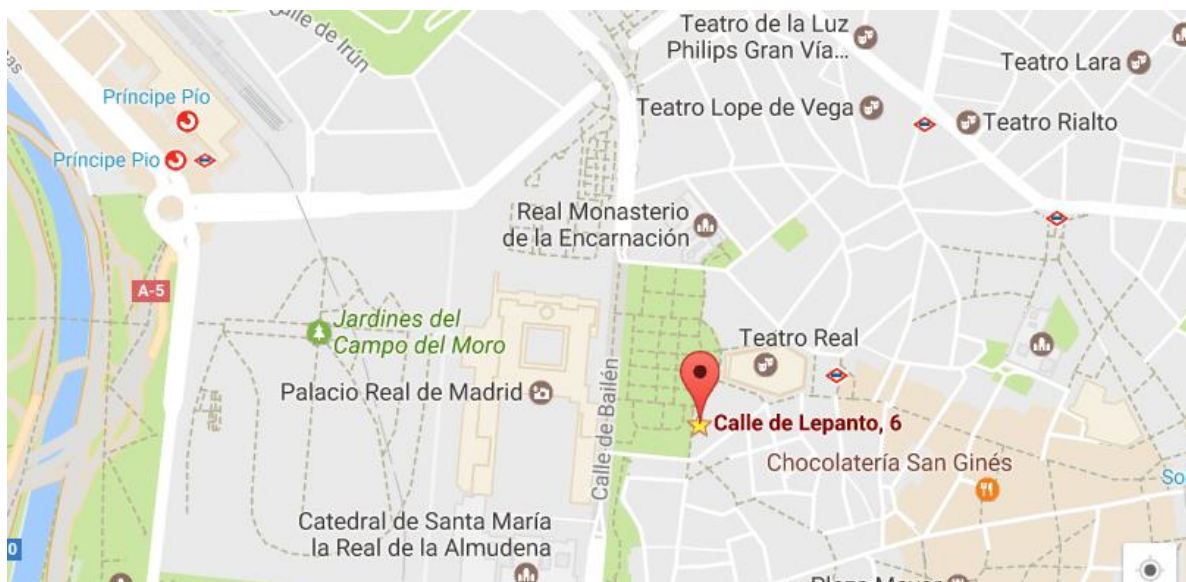 Calle de Irún
Teatro de la Luz
Philips Gran Vía...
Teatro Lara
Príncipe Pío
Teatro Lope de Vega
Teatro Rialto
Príncipe Pio
Real Monasterio
de la Encarnación
A-5
Jardines del
Campo del Moro
Teatro Real
Palacio Real de Madrid
Calle de Bailén
Calle de Lepanto, 6
Chocolatería San Ginés
Catedral de Santa María
la Real de la Almudena
Plaza Mayor